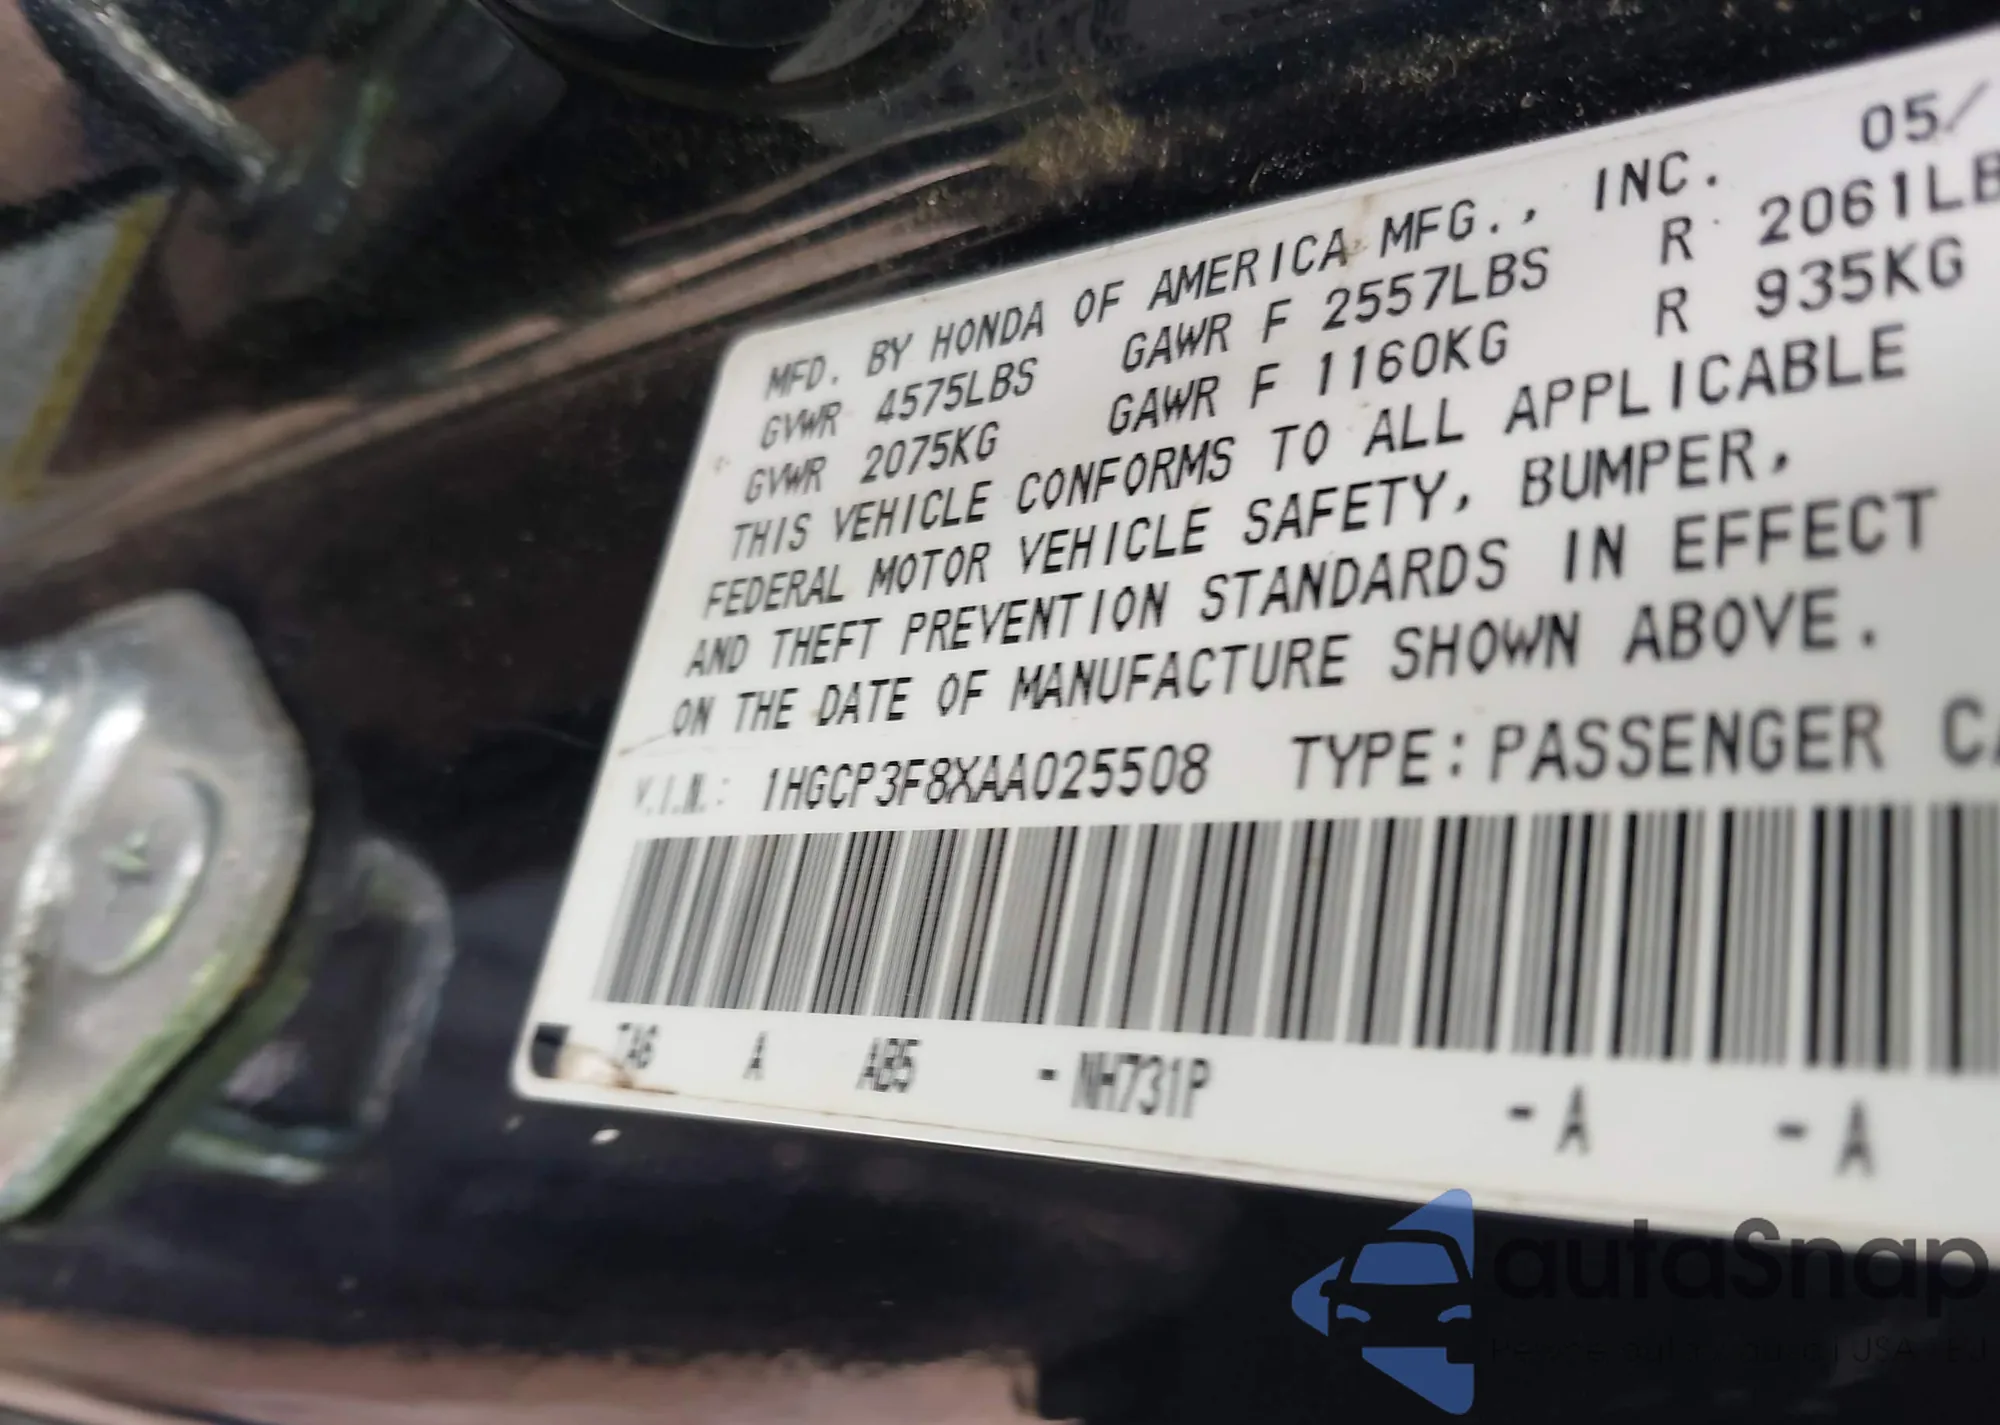 MFD. BY HONDA OF AMERICA MFG., INC. 05/
GVWR 4575LBS GAWR F 2557LBS R 2061LB
GVWR 2075KG GAWR F 1160KG R 935KG
THIS VEHICLE CONFORMS TO ALL APPLICABLE
FEDERAL MOTOR VEHICLE SAFETY, BUMPER,
AND THEFT PREVENTION STANDARDS IN EFFECT
ON THE DATE OF MANUFACTURE SHOWN ABOVE.
V.I.N.: 1HGCP3F8XAA025508 TYPE: PASSENGER CA
TA6 A AB5 - NH731P - A - A
autoSnap